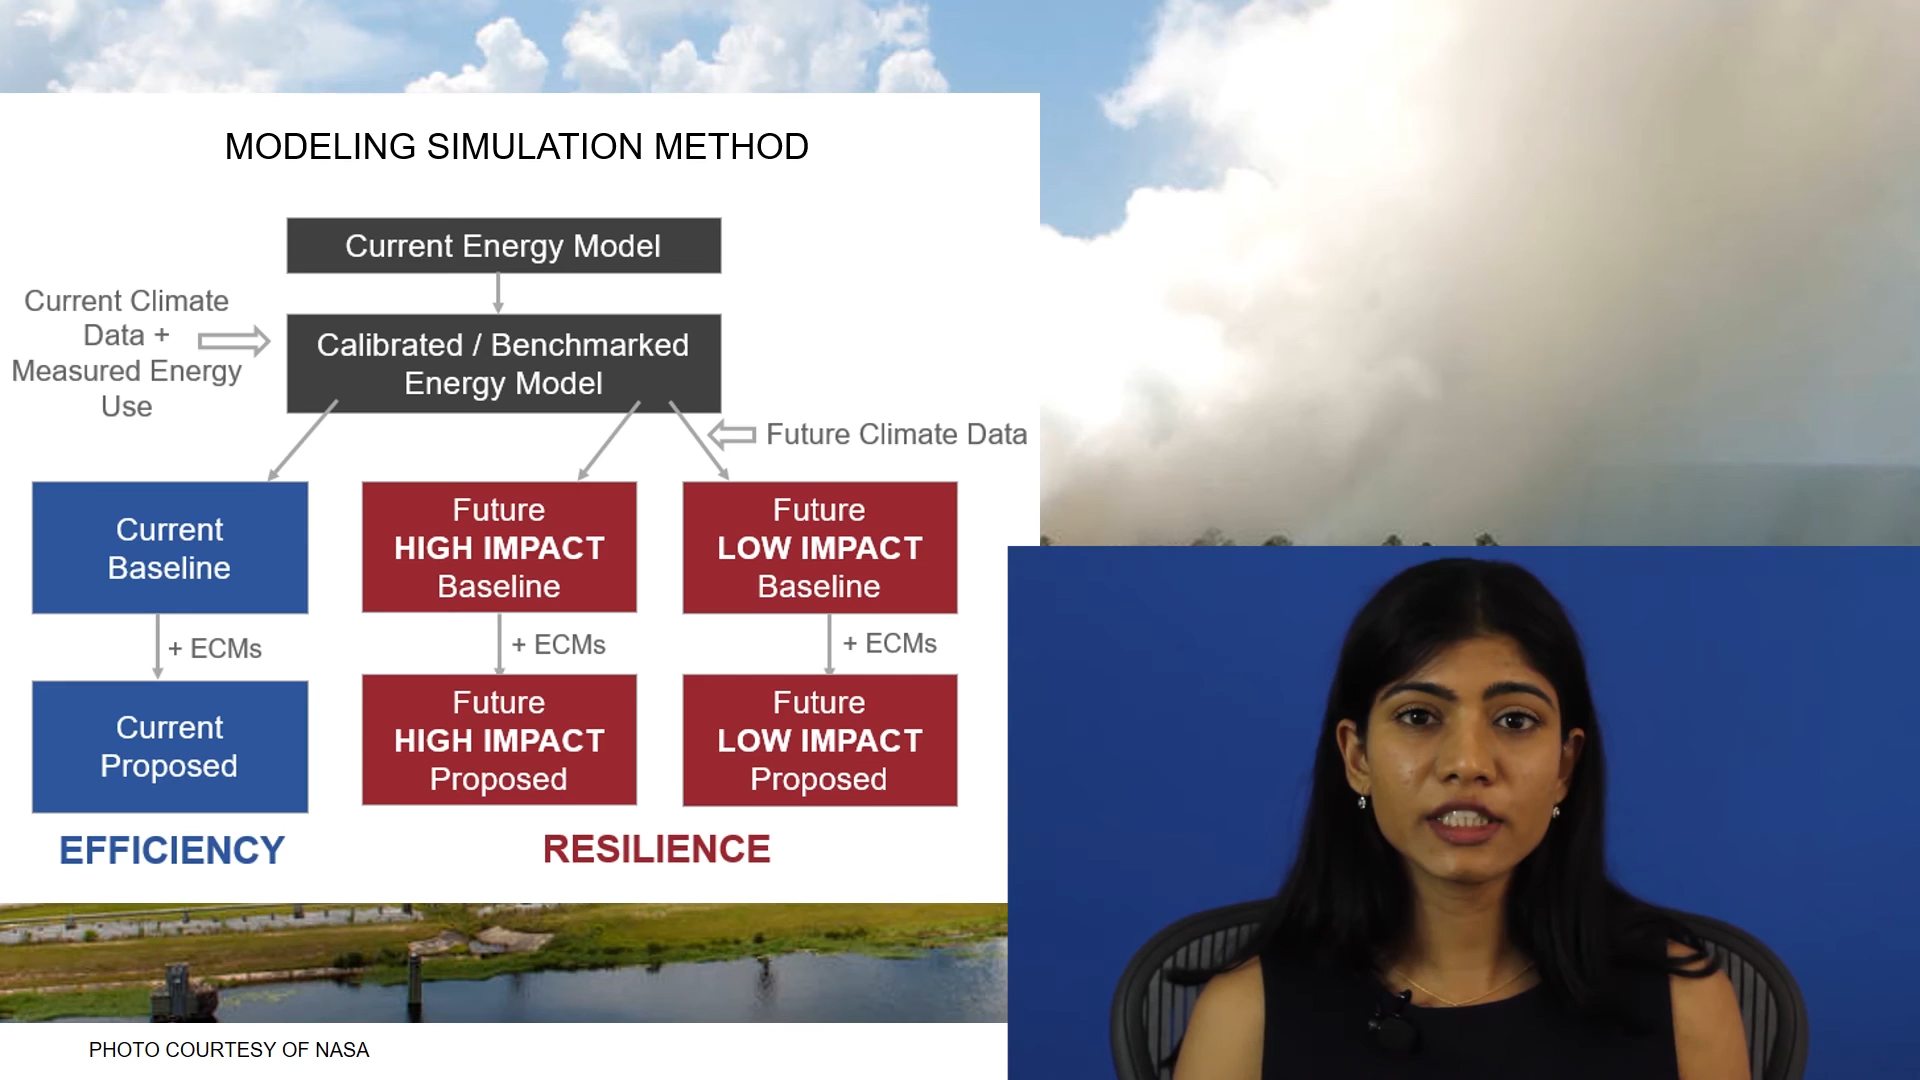 MODELING SIMULATION METHOD
Current Energy Model
Current Climate
Data +
Measured Energy
Use
Calibrated / Benchmarked
Energy Model
Future Climate Data
Current
Baseline
Future
HIGH IMPACT
Baseline
Future
LOW IMPACT
Baseline
+ ECMs
+ ECMs
+ ECMs
Current
Proposed
Future
HIGH IMPACT
Proposed
Future
LOW IMPACT
Proposed
EFFICIENCY
RESILIENCE
PHOTO COURTESY OF NASA